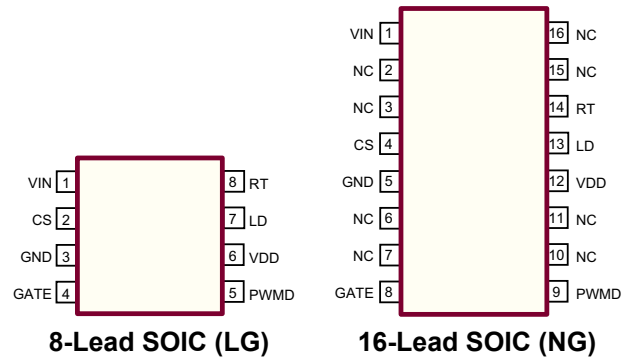 VIN 1
8 RT
CS 2
7 LD
GND 3
6 VDD
GATE 4
5 PWMD
8-Lead SOIC (LG)
VIN 1
16 NC
NC 2
15 NC
NC 3
14 RT
CS 4
13 LD
GND 5
12 VDD
NC 6
11 NC
NC 7
10 NC
GATE 8
9 PWMD
16-Lead SOIC (NG)